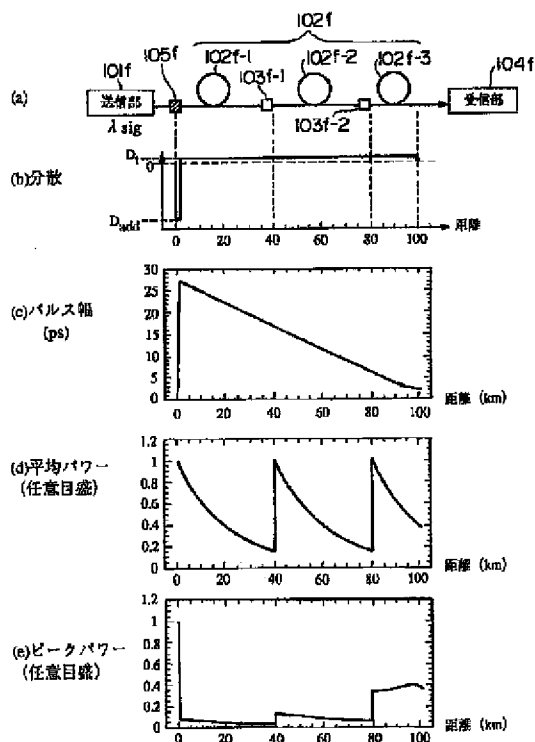 102f
101f
105f
102f-1
103f-1
102f-2
102f-3
104f
(a)
送信部
受信部
λ sig
103f-2
(b)分散
Df
0
Dadd
0 20 40 60 80 100
距離
(c)パルス幅
(ps)
30
25
20
15
10
5
0
0 20 40 60 80 100
距離 (km)
(d)平均パワー
(任意目盛)
1.2
1
0.8
0.6
0.4
0.2
0
0 20 40 60 80 100
距離 (km)
(e)ピークパワー
(任意目盛)
1.2
1
0.8
0.6
0.4
0.2
0
0 20 40 60 80 100
距離 (km)